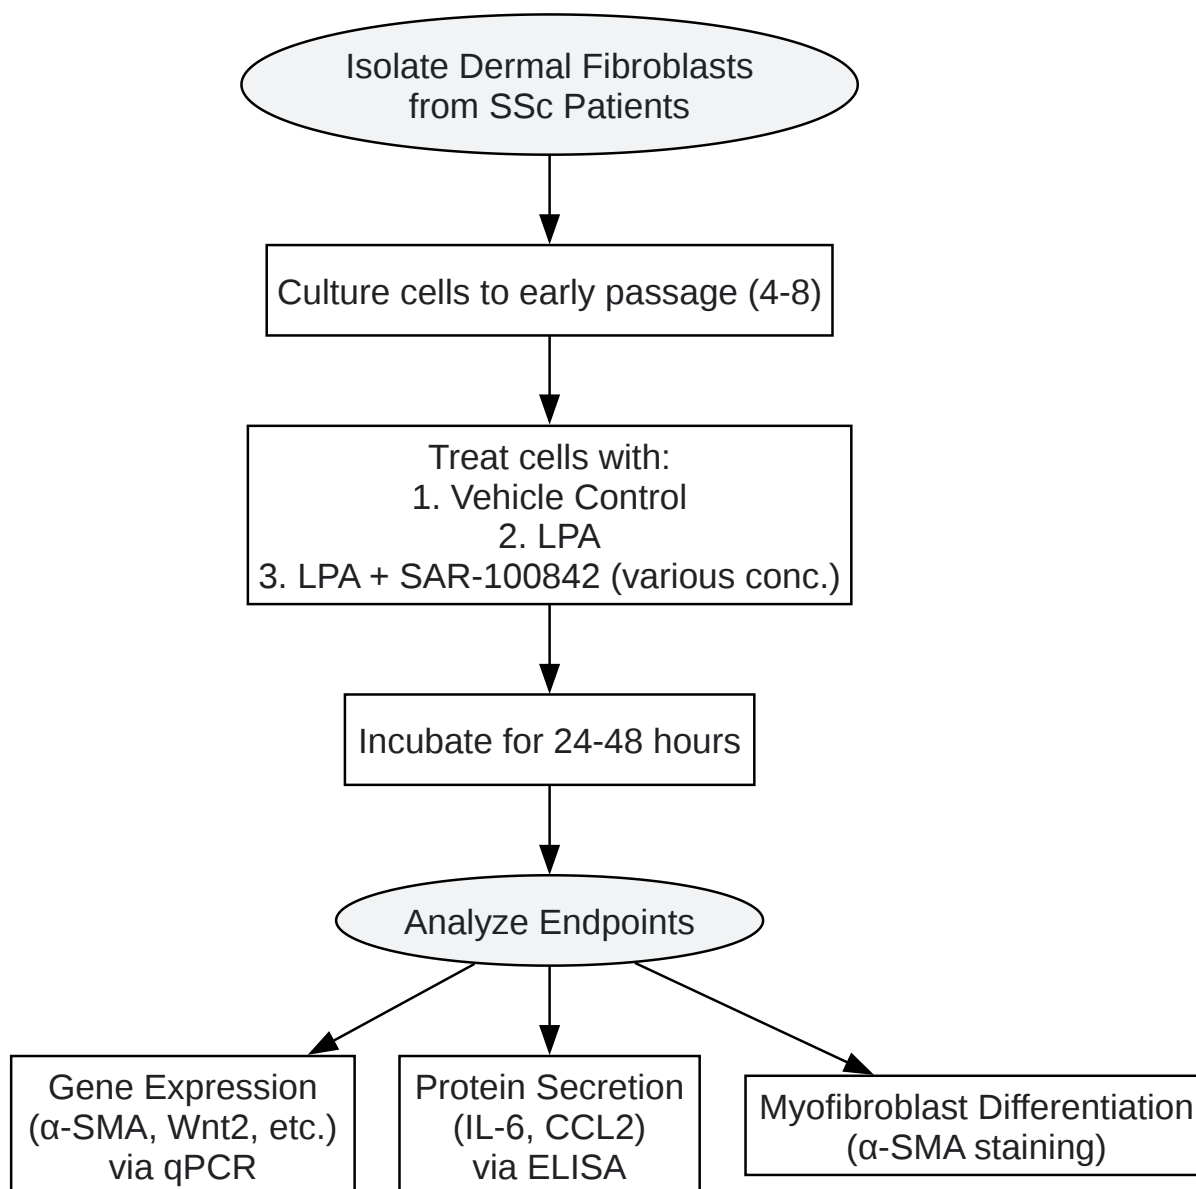 Isolate Dermal Fibroblasts
from SSc Patients
Culture cells to early passage (4-8)
Treat cells with:
1. Vehicle Control
2. LPA
3. LPA + SAR-100842 (various conc.)
Incubate for 24-48 hours
Analyze Endpoints
Gene Expression
(α-SMA, Wnt2, etc.)
via qPCR
Protein Secretion
(IL-6, CCL2)
via ELISA
Myofibroblast Differentiation
(α-SMA staining)